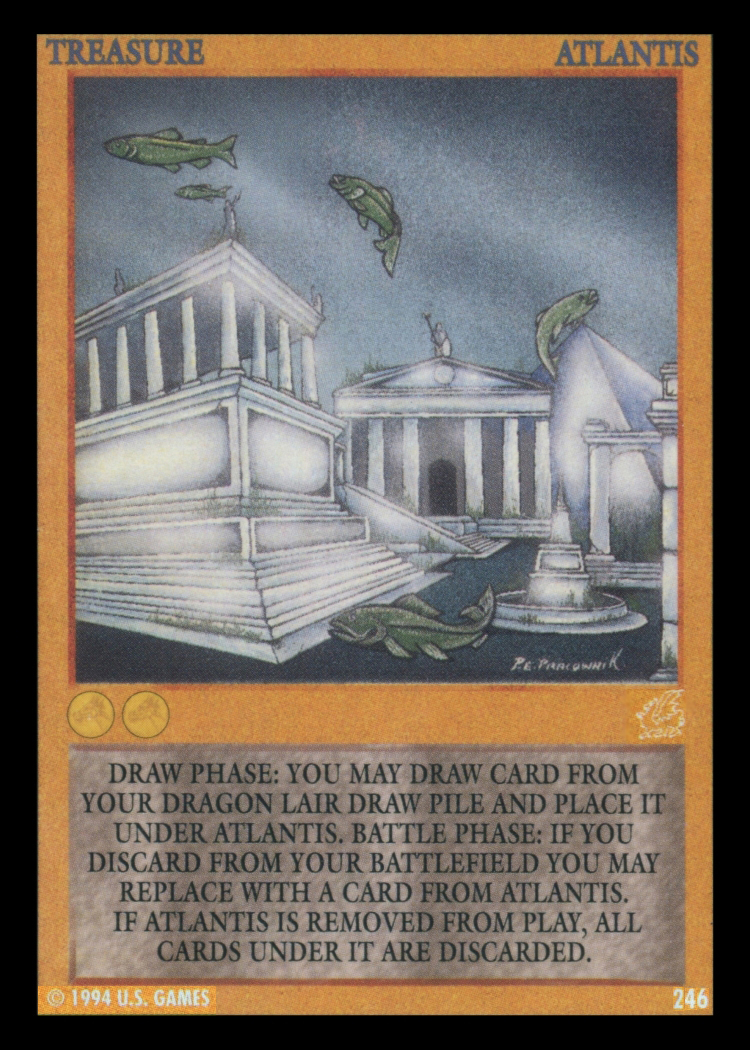 TREASURE ATLANTIS
P.E. PRACOWNIK
DRAW PHASE: YOU MAY DRAW CARD FROM
YOUR DRAGON LAIR DRAW PILE AND PLACE IT
UNDER ATLANTIS. BATTLE PHASE: IF YOU
DISCARD FROM YOUR BATTLEFIELD YOU MAY
REPLACE WITH A CARD FROM ATLANTIS.
IF ATLANTIS IS REMOVED FROM PLAY, ALL
CARDS UNDER IT ARE DISCARDED.
© 1994 U.S. GAMES 246